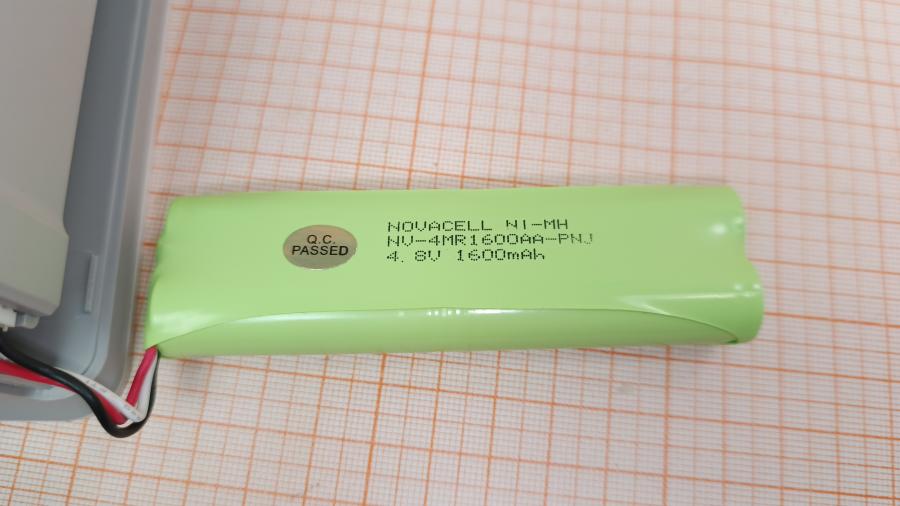 Q.C.
PASSED
NOVACELL NI-MH
NV-4MR1600AA-PNJ
4.8V 1600mAh